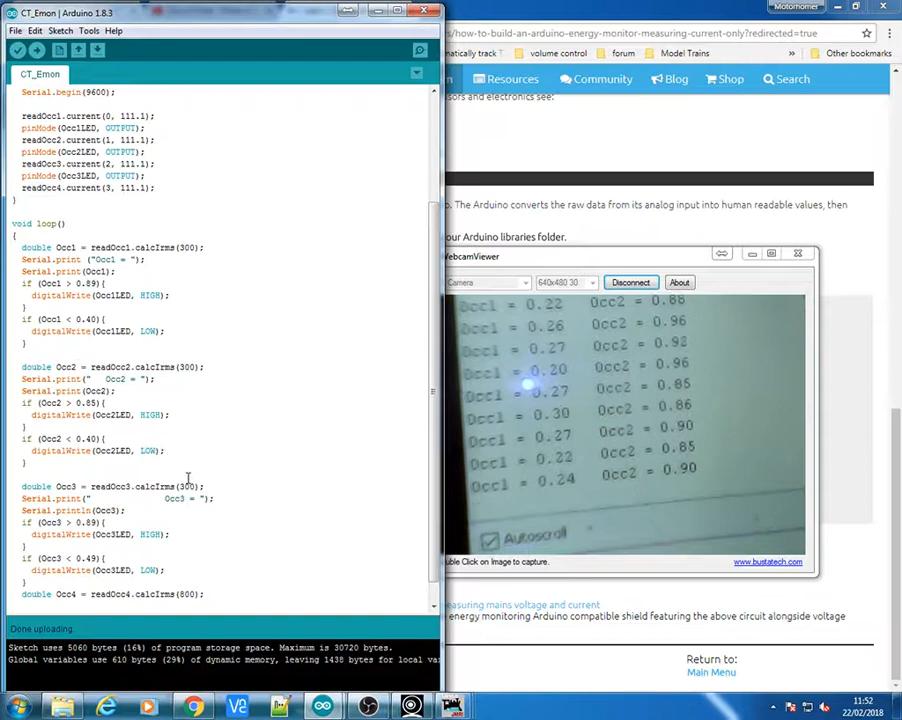 CT_Emon | Arduino 1.8.3
Motorhomer
File Edit Sketch Tools Help
CT_Emon
Serial.begin(9600);
readOcc1.current(0, 111.1);
pinMode(Occ1LED, OUTPUT);
readOcc2.current(1, 111.1);
pinMode(Occ2LED, OUTPUT);
readOcc3.current(2, 111.1);
pinMode(Occ3LED, OUTPUT);
readOcc4.current(3, 111.1);
}
void loop()
{
double Occ1 = readOcc1.calcIrms(300);
Serial.print ("Occ1 = ");
Serial.print(Occ1);
if (Occ1 > 0.89){
digitalWrite(Occ1LED, HIGH);
}
if (Occ1 < 0.40){
digitalWrite(Occ1LED, LOW);
}
double Occ2 = readOcc2.calcIrms(300);
Serial.print("   Occ2 = ");
Serial.print(Occ2);
if (Occ2 > 0.85){
digitalWrite(Occ2LED, HIGH);
}
if (Occ2 < 0.40){
digitalWrite(Occ2LED, LOW);
}
double Occ3 = readOcc3.calcIrms(300);
Serial.print("               Occ3 = ");
Serial.println(Occ3);
if (Occ3 > 0.89){
digitalWrite(Occ3LED, HIGH);
}
if (Occ3 < 0.49){
digitalWrite(Occ3LED, LOW);
}
double Occ4 = readOcc4.calcIrms(800);
Done uploading.
Sketch uses 5060 bytes (16%) of program storage space. Maximum is 30720 bytes.
Global variables use 610 bytes (29%) of dynamic memory, leaving 1438 bytes for local va
s/how-to-build-an-arduino-energy-monitor-measuring-current-only?redirected=true
matically track T volume control forum Model Trains » Other bookmarks
n Resources Community Blog Shop Search
sors and electronics see:
o. The Arduino converts the raw data from its analog input into human readable values, then
our Arduino libraries folder.
WebcamViewer
Camera 640x480 30 Disconnect About
Occ1 = 0.22 Occ2 = 0.88
Occ1 = 0.26 Occ2 = 0.96
Occ1 = 0.27 Occ2 = 0.92
Occ1 = 0.20 Occ2 = 0.96
Occ1 = 0.27 Occ2 = 0.85
Occ1 = 0.30 Occ2 = 0.86
Occ1 = 0.27 Occ2 = 0.90
Occ1 = 0.22 Occ2 = 0.85
Occ1 = 0.24 Occ2 = 0.90
Autoscroll
uble Click on Image to capture. www.bustatech.com
easuring mains voltage and current
energy monitoring Arduino compatible shield featuring the above circuit alongside voltage
Return to:
Main Menu
11:52
22/02/2018